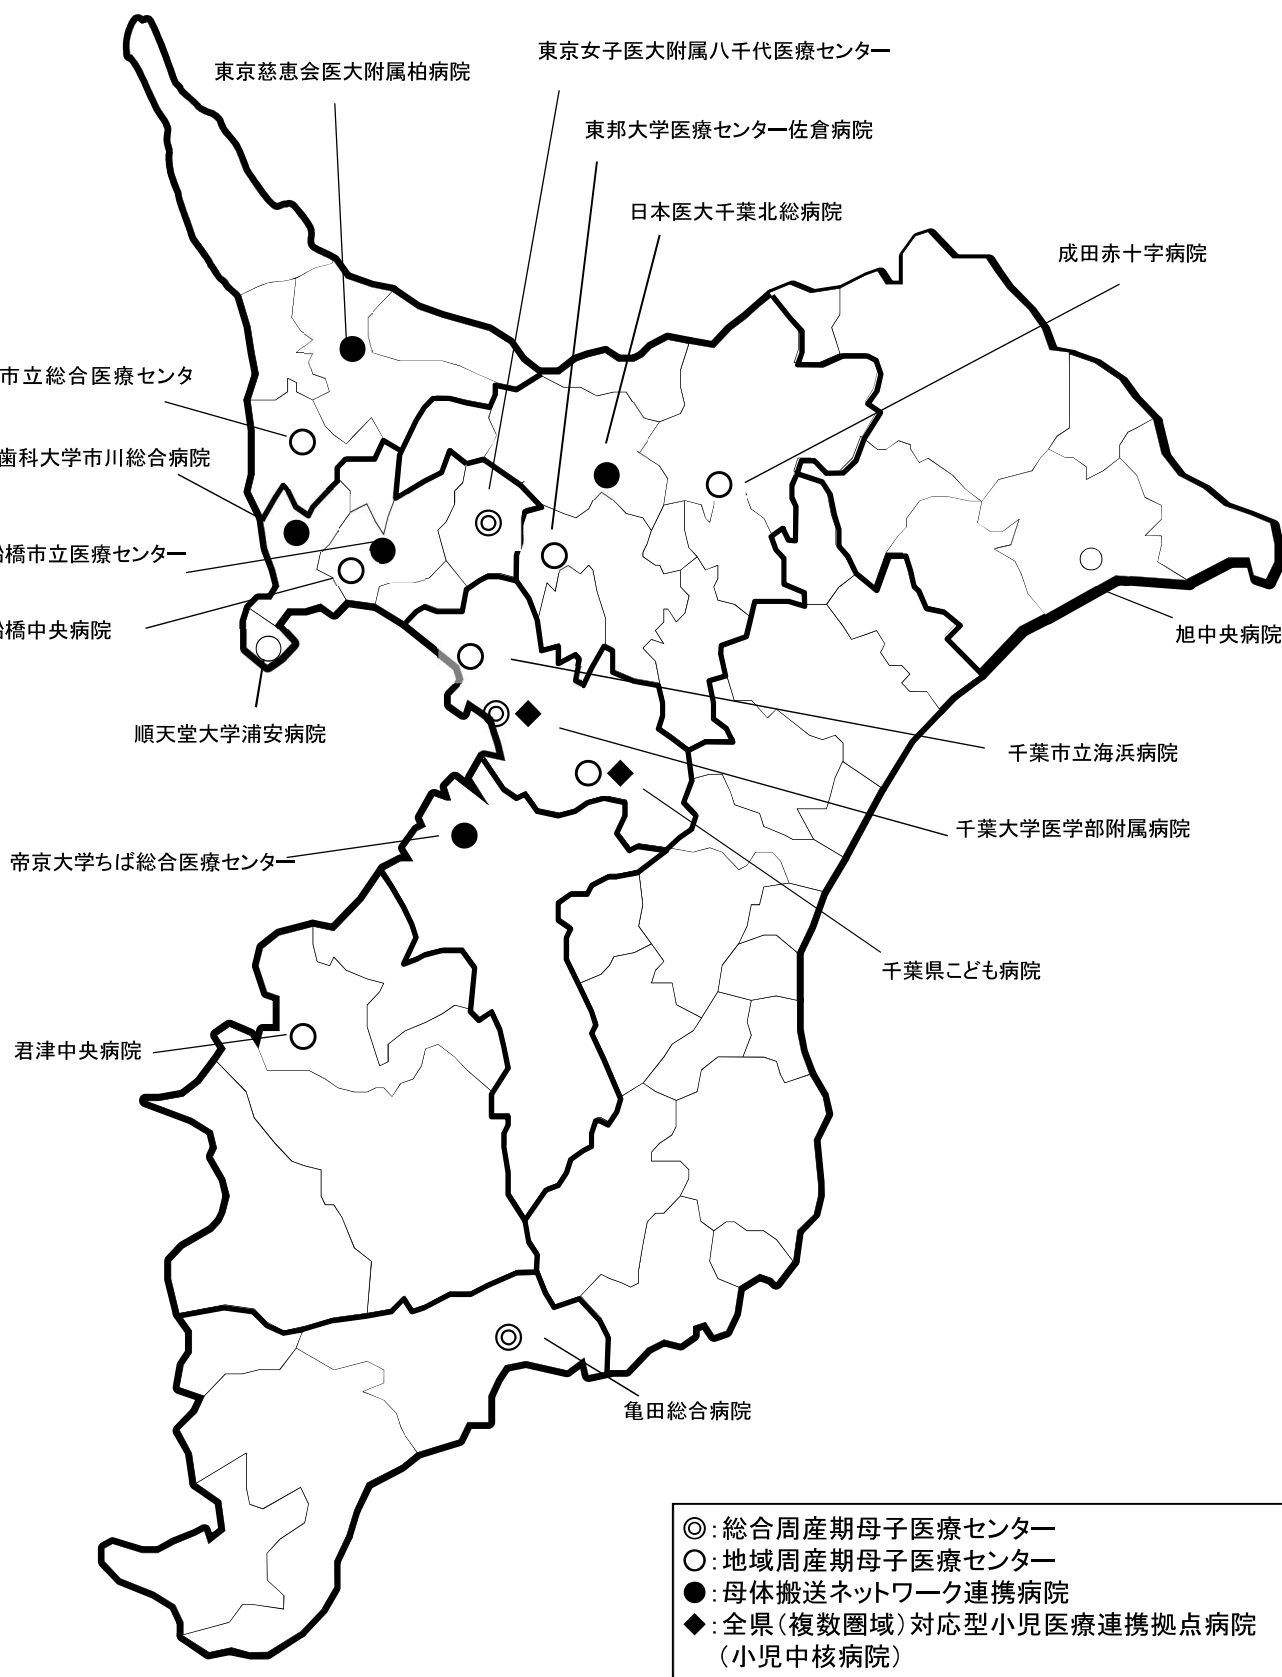 東京女子医大附属八千代医療センター
東京慈恵会医大附属柏病院
東邦大学医療センター佐倉病院
日本医大千葉北総病院
成田赤十字病院
市立総合医療センタ
歯科大学市川総合病院
橋市立医療センター
橋中央病院
旭中央病院
順天堂大学浦安病院
千葉市立海浜病院
千葉大学医学部附属病院
帝京大学ちば総合医療センター
千葉県こども病院
君津中央病院
亀田総合病院
◎：総合周産期母子医療センター
○：地域周産期母子医療センター
●：母体搬送ネットワーク連携病院
◆：全県（複数圏域）対応型小児医療連携拠点病院
（小児中核病院）